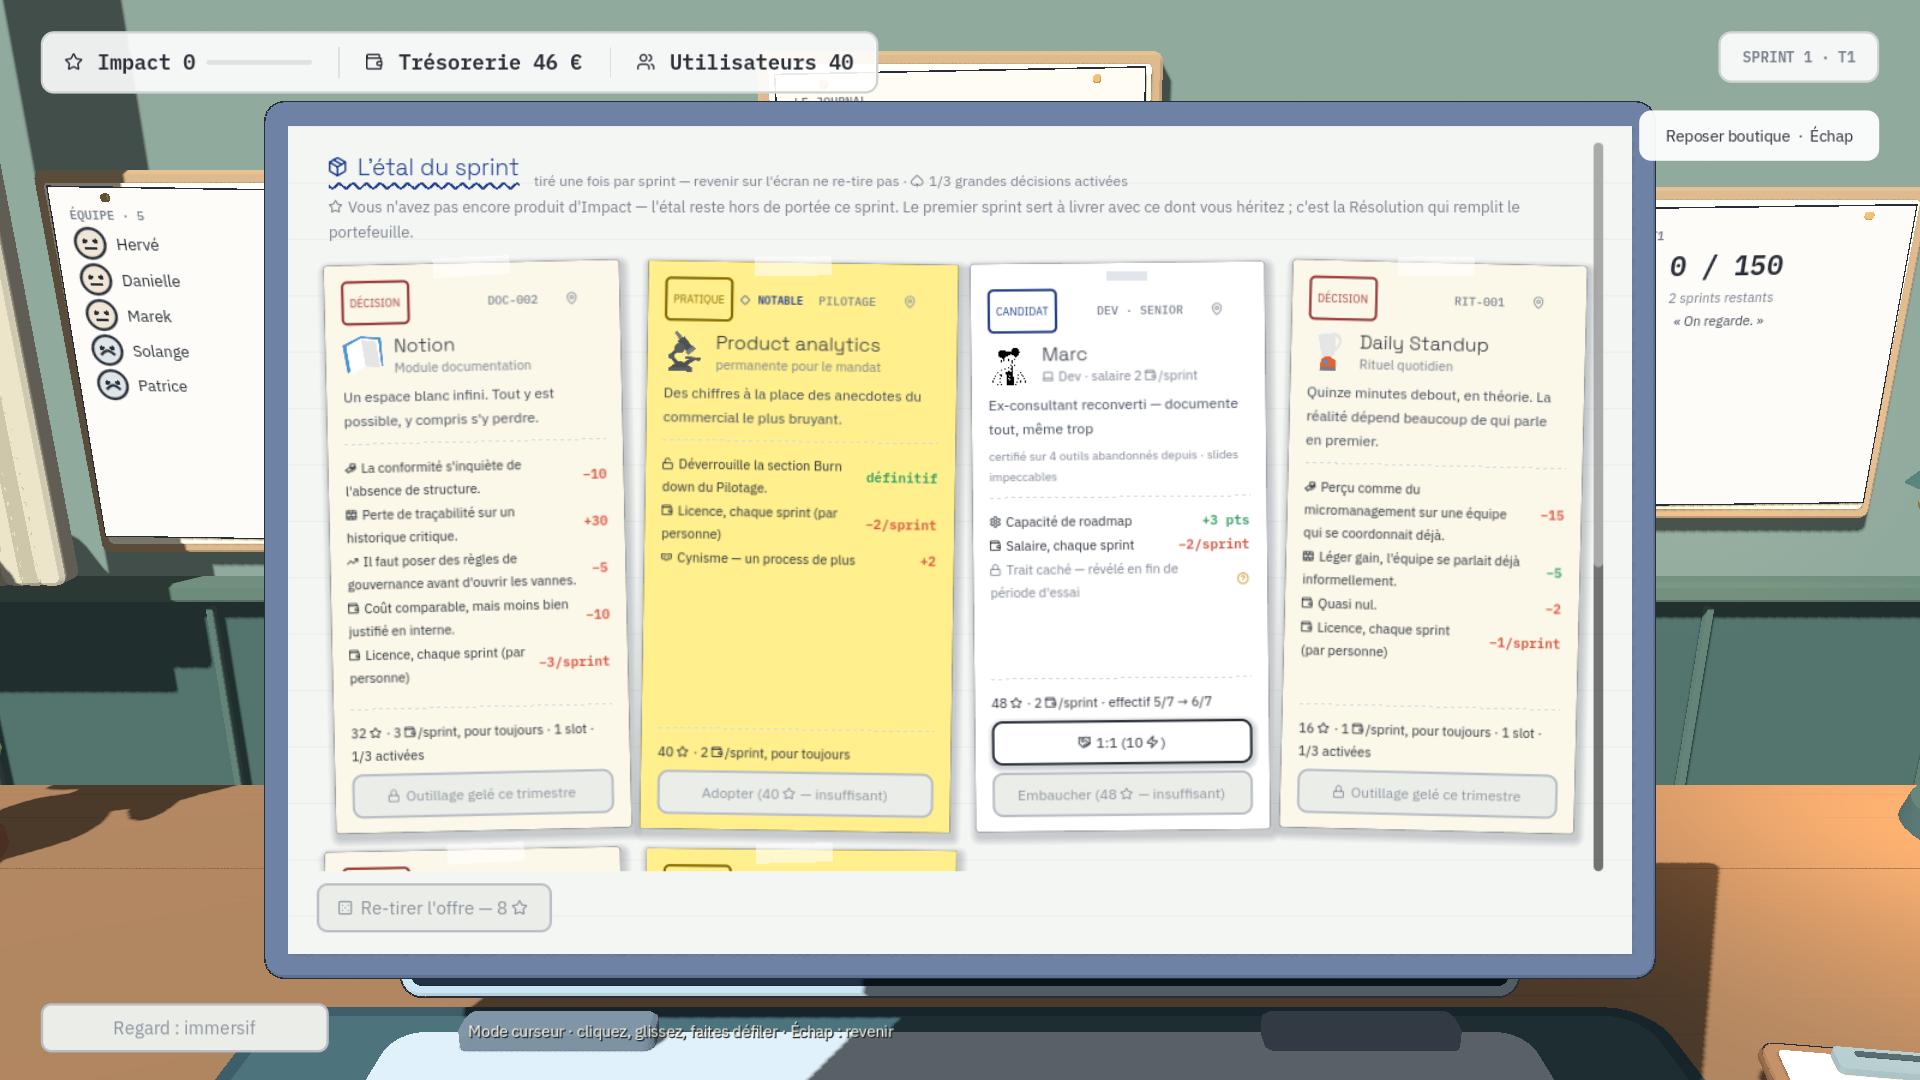 Impact 0
Trésorerie 46 €
Utilisateurs 40
SPRINT 1 · T1
LE JOURNAL
Reposer boutique · Échap
L'étal du sprint
tiré une fois par sprint — revenir sur l'écran ne re-tire pas · 1/3 grandes décisions activées
Vous n'avez pas encore produit d'Impact — l'étal reste hors de portée ce sprint. Le premier sprint sert à livrer avec ce dont vous héritez ; c'est la Résolution qui remplit le
portefeuille.
ÉQUIPE · 5
Hervé
Danielle
Marek
Solange
Patrice
DÉCISION
DOC-002
Notion
Module documentation
Un espace blanc infini. Tout y est
possible, y compris s'y perdre.
La conformité s'inquiète de
l'absence de structure.
−10
Perte de traçabilité sur un
historique critique.
+30
Il faut poser des règles de
gouvernance avant d'ouvrir les vannes.
−5
Coût comparable, mais moins bien
justifié en interne.
−10
Licence, chaque sprint (par
personne)
−3/sprint
32 · 3 /sprint, pour toujours · 1 slot ·
1/3 activées
Outillage gelé ce trimestre
PRATIQUE
NOTABLE
PILOTAGE
Product analytics
permanente pour le mandat
Des chiffres à la place des anecdotes du
commercial le plus bruyant.
Déverrouille la section Burn
down du Pilotage.
définitif
Licence, chaque sprint (par
personne)
−2/sprint
Cynisme — un process de plus
+2
40 · 2 /sprint, pour toujours
Adopter (40 — insuffisant)
CANDIDAT
DEV · SENIOR
Marc
Dev · salaire 2 /sprint
Ex-consultant reconverti — documente
tout, même trop
certifié sur 4 outils abandonnés depuis · slides
impeccables
Capacité de roadmap
+3 pts
Salaire, chaque sprint
−2/sprint
Trait caché — révélé en fin de
période d'essai
48 · 2 /sprint · effectif 5/7 → 6/7
1:1 (10 )
Embaucher (48 — insuffisant)
DÉCISION
RIT-001
Daily Standup
Rituel quotidien
Quinze minutes debout, en théorie. La
réalité dépend beaucoup de qui parle
en premier.
Perçu comme du
micromanagement sur une équipe
qui se coordonnait déjà.
−15
Léger gain, l'équipe se parlait déjà
informellement.
−5
Quasi nul.
−2
Licence, chaque sprint
(par personne)
−1/sprint
16 · 1 /sprint, pour toujours · 1 slot ·
1/3 activées
Outillage gelé ce trimestre
0 / 150
2 sprints restants
« On regarde. »
Re-tirer l'offre — 8
Regard : immersif
Mode curseur · cliquez, glissez, faites défiler · Échap : revenir